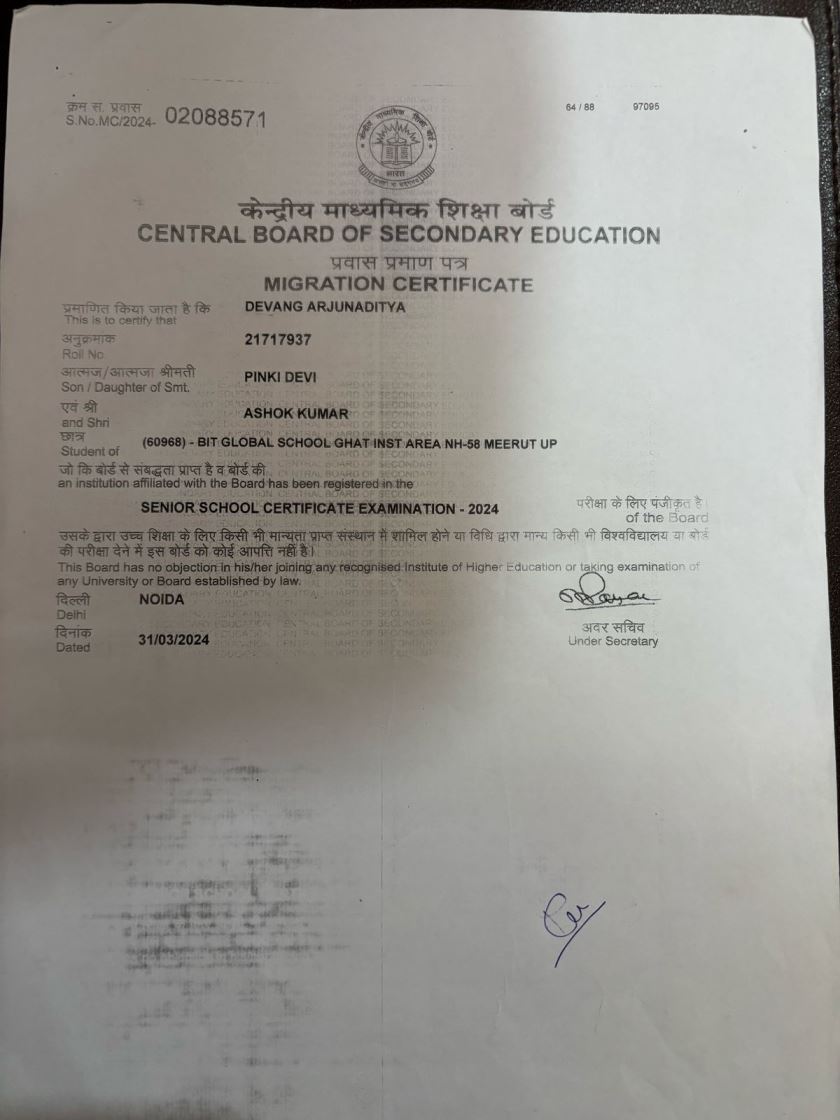 क्रम सं. प्रवास
S.No.MC/2024- 02088571
64 / 88 97095
केन्द्रीय माध्यमिक शिक्षा बोर्ड
भारत
केन्द्रीय माध्यमिक शिक्षा बोर्ड
CENTRAL BOARD OF SECONDARY EDUCATION
प्रवास प्रमाण पत्र
MIGRATION CERTIFICATE
प्रमाणित किया जाता है कि DEVANG ARJUNADITYA
This is to certify that
अनुक्रमांक 21717937
Roll No.
आत्मज/आत्मजा श्रीमती PINKI DEVI
Son / Daughter of Smt.
एवं श्री ASHOK KUMAR
and Shri
छात्र (60968) - BIT GLOBAL SCHOOL GHAT INST AREA NH-58 MEERUT UP
Student of
जो कि बोर्ड से संबद्धता प्राप्त है व बोर्ड की
an institution affiliated with the Board has been registered in the
SENIOR SCHOOL CERTIFICATE EXAMINATION - 2024 परीक्षा के लिए पंजीकृत है।
of the Board
उसके द्वारा उच्च शिक्षा के लिए किसी भी मान्यता प्राप्त संस्थान में शामिल होने या विधि द्वारा मान्य किसी भी विश्वविद्यालय या बोर्ड
की परीक्षा देने में इस बोर्ड को कोई आपत्ति नहीं है।
This Board has no objection in his/her joining any recognised Institute of Higher Education or taking examination of
any University or Board established by law.
दिल्ली NOIDA
Delhi
दिनांक 31/03/2024
Dated
अवर सचिव
Under Secretary